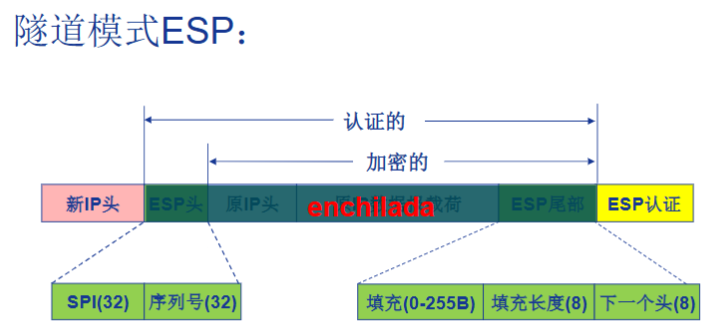 隧道模式ESP：
认证的
加密的
新IP头 ESP头 原IP头 enchilada 载荷 ESP尾部 ESP认证
SPI(32) 序列号(32) 填充(0-255B) 填充长度(8) 下一个头(8)